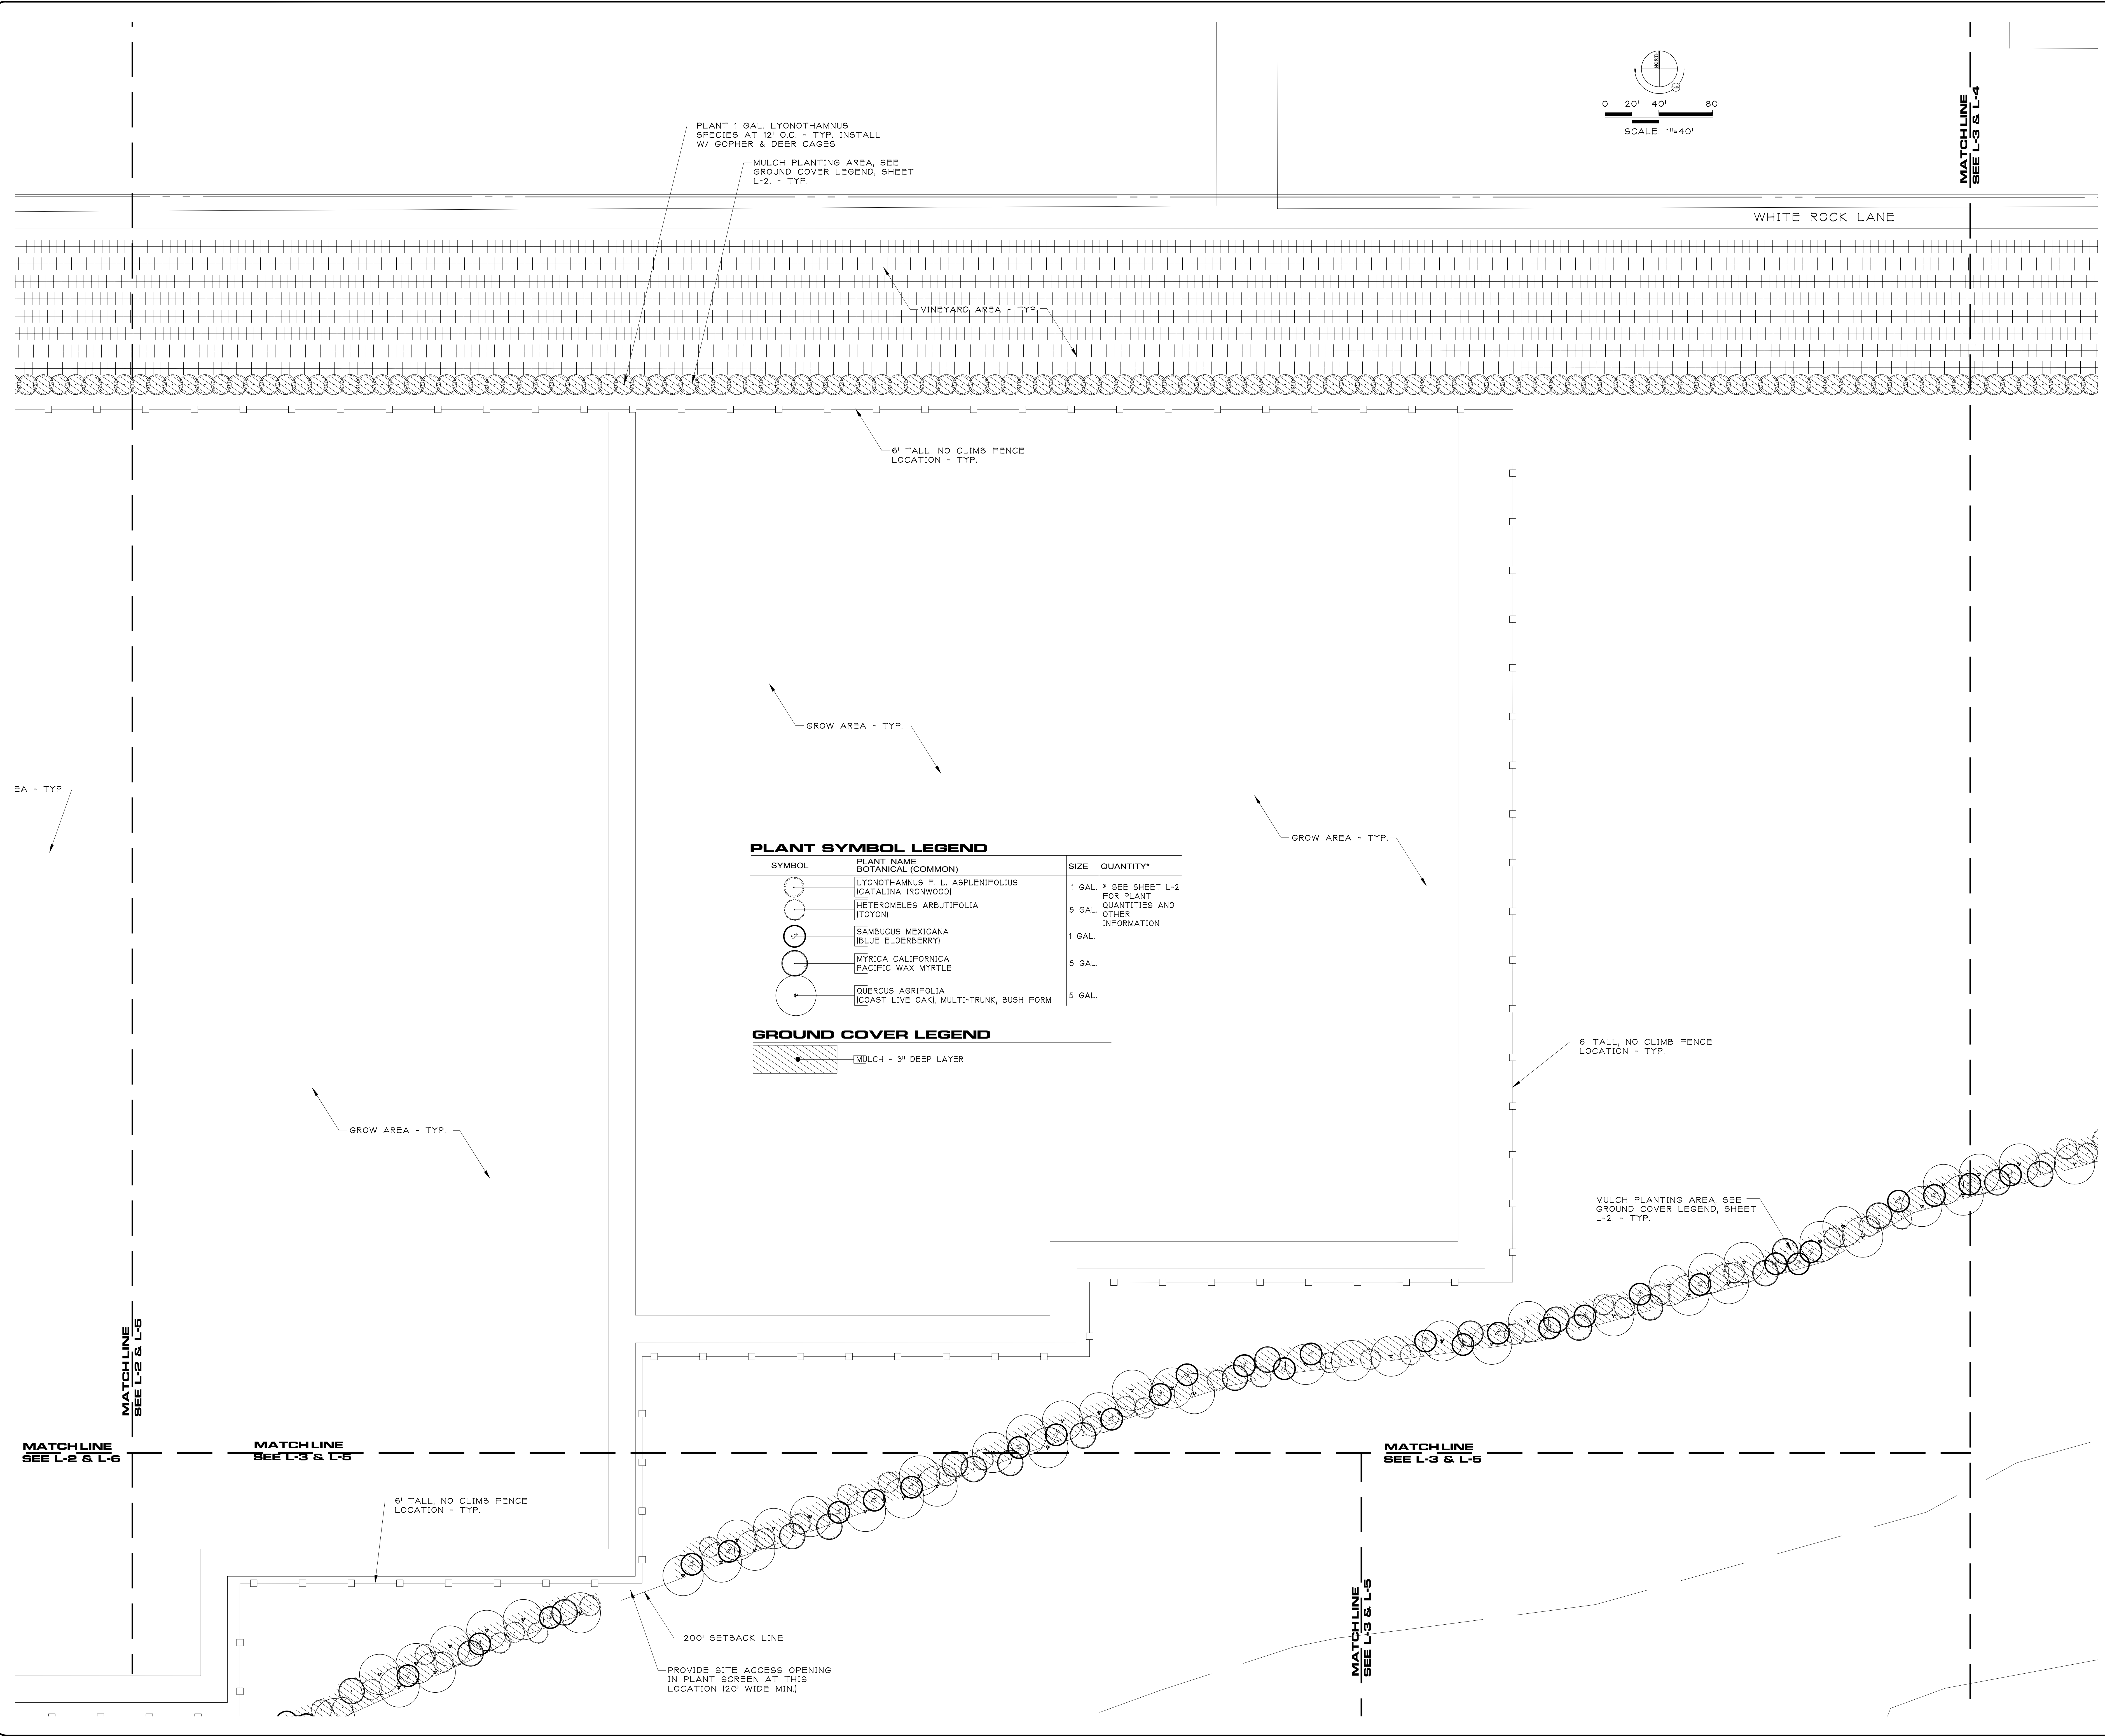 NORTH
0 20' 40' 80'
SCALE: 1"=40'
MATCHLINE
SEE L-3 & L-4
PLANT 1 GAL. LYONOTHAMNUS
SPECIES AT 12' O.C. - TYP. INSTALL
W/ GOPHER & DEER CAGES
MULCH PLANTING AREA, SEE
GROUND COVER LEGEND, SHEET
L-2. - TYP.
WHITE ROCK LANE
VINEYARD AREA - TYP.
6' TALL, NO CLIMB FENCE
LOCATION - TYP.
GROW AREA - TYP.
EA - TYP.
GROW AREA - TYP.
PLANT SYMBOL LEGEND
SYMBOL
PLANT NAME
BOTANICAL (COMMON)
SIZE
QUANTITY*
LYONOTHAMNUS F. L. ASPLENIFOLIUS
(CATALINA IRONWOOD)
1 GAL.
* SEE SHEET L-2
FOR PLANT
QUANTITIES AND
OTHER
INFORMATION
HETEROMELES ARBUTIFOLIA
(TOYON)
5 GAL.
SM
SAMBUCUS MEXICANA
(BLUE ELDERBERRY)
1 GAL.
MYRICA CALIFORNICA
PACIFIC WAX MYRTLE
5 GAL.
QUERCUS AGRIFOLIA
(COAST LIVE OAK), MULTI-TRUNK, BUSH FORM
5 GAL.
GROUND COVER LEGEND
MULCH - 3" DEEP LAYER
6' TALL, NO CLIMB FENCE
LOCATION - TYP.
GROW AREA - TYP.
MULCH PLANTING AREA, SEE
GROUND COVER LEGEND, SHEET
L-2. - TYP.
MATCHLINE
SEE L-2 & L-5
MATCHLINE
SEE L-2 & L-6
MATCHLINE
SEE L-3 & L-5
MATCHLINE
SEE L-3 & L-5
6' TALL, NO CLIMB FENCE
LOCATION - TYP.
MATCHLINE
SEE L-3 & L-5
200' SETBACK LINE
PROVIDE SITE ACCESS OPENING
IN PLANT SCREEN AT THIS
LOCATION (20' WIDE MIN.)